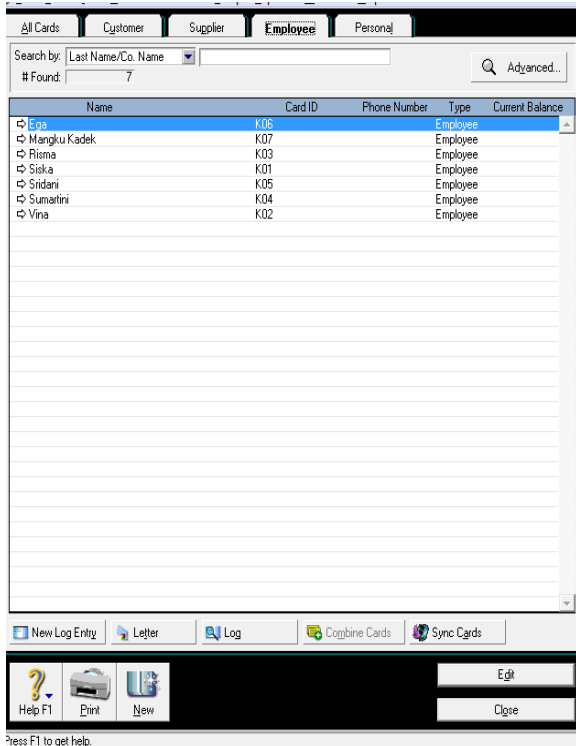 All Cards Customer Supplier Employee Personal
Search by: Last Name/Co. Name
Advanced...
# Found: 7
Name Card ID Phone Number Type Current Balance
Ega K06 Employee
Mangku Kadek K07 Employee
Risma K03 Employee
Siska K01 Employee
Sridani K05 Employee
Sumartini K04 Employee
Vina K02 Employee
New Log Entry Letter Log Combine Cards Sync Cards
Edit
Help F1 Print New Close
Press F1 to get help.